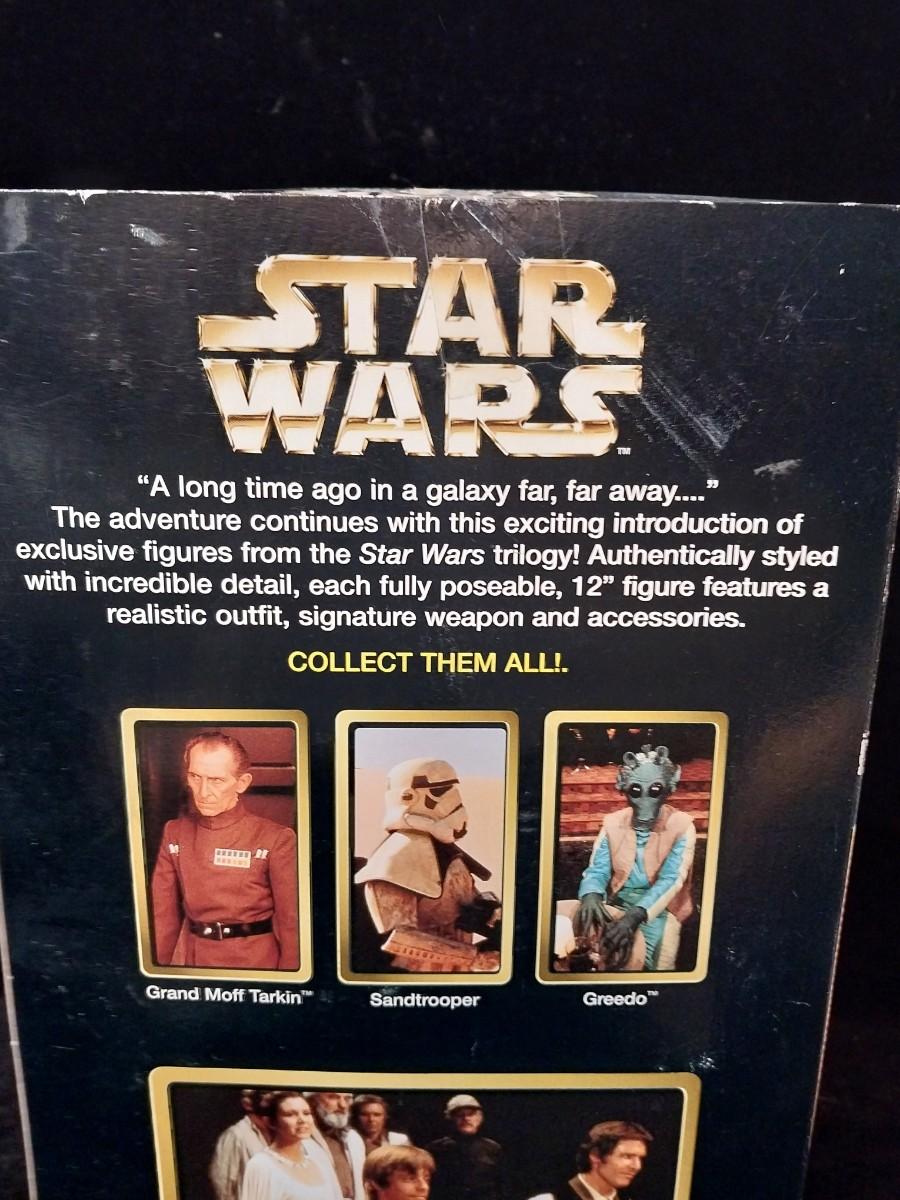 STAR
WARS™
“A long time ago in a galaxy far, far away....”
The adventure continues with this exciting introduction of
exclusive figures from the Star Wars trilogy! Authentically styled
with incredible detail, each fully poseable, 12” figure features a
realistic outfit, signature weapon and accessories.
COLLECT THEM ALL!.
Grand Moff Tarkin™
Sandtrooper
Greedo™